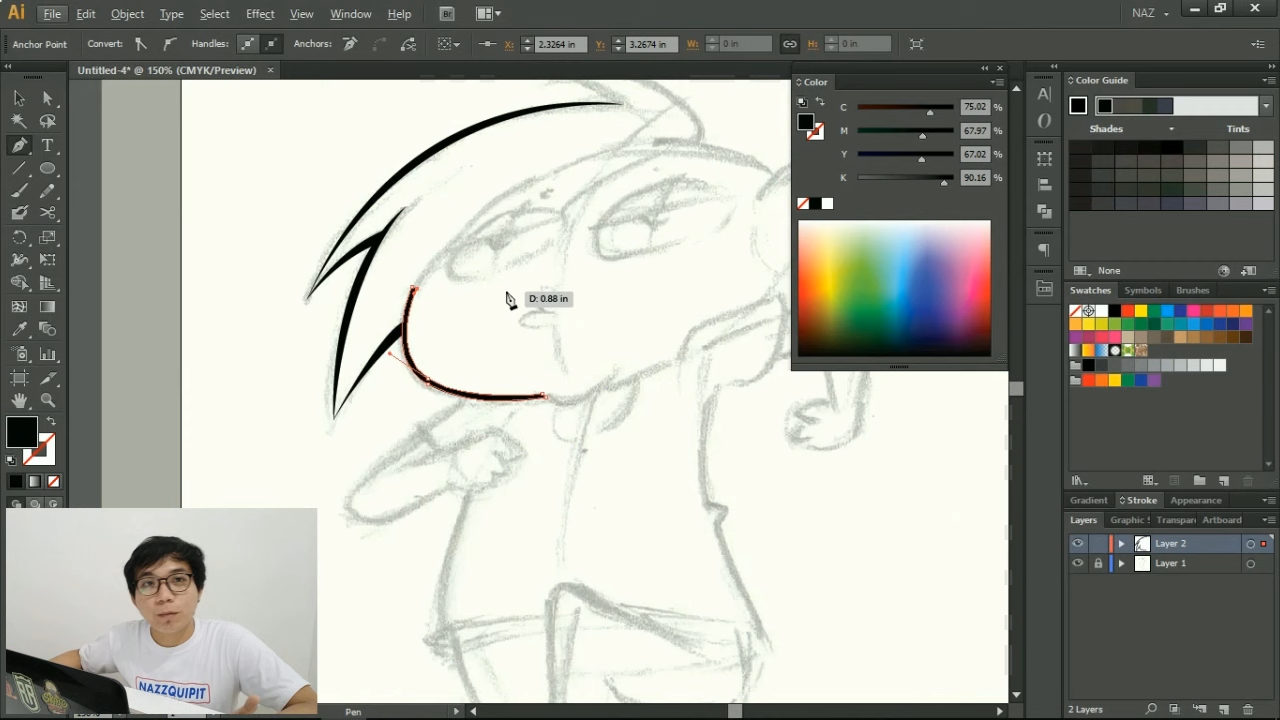 Ai File Edit Object Type Select Effect View Window Help Br NAZ
Anchor Point Convert: Handles: Anchors: X: 2.3264 in Y: 3.2674 in W: 0 in H: 0 in
Untitled-4* @ 150% (CMYK/Preview)
Color
C 75.02 %
M 67.97 %
Y 67.02 %
K 90.16 %
Color Guide
Shades Tints
None
Swatches Symbols Brushes
D: 0.88 in
Gradient Stroke Appearance
Layers Graphic S Transpar Artboard
Layer 2
Layer 1
NAZZQUIPIT
Pen
2 Layers